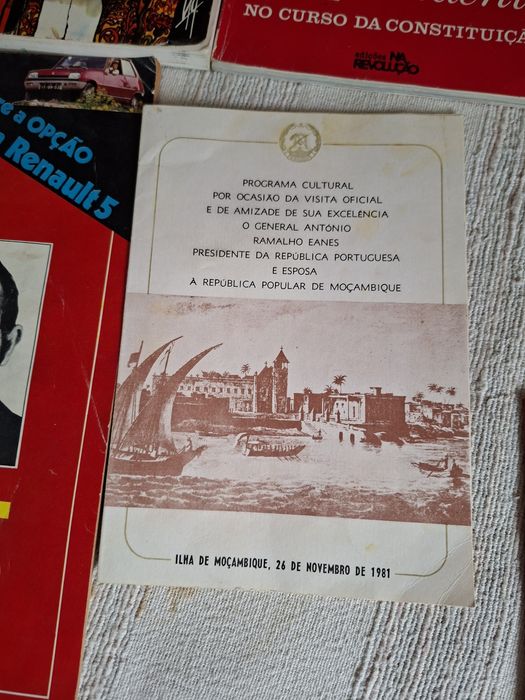 NO CURSO DA CONSTITUIÇÃ
edições NA
REVOLUÇÃO
a OPÇÃO
Renault 5
PROGRAMA CULTURAL
POR OCASIÃO DA VISITA OFICIAL
E DE AMIZADE DE SUA EXCELÊNCIA
O GENERAL ANTÓNIO
RAMALHO EANES
PRESIDENTE DA REPÚBLICA PORTUGUESA
E ESPOSA
À REPÚBLICA POPULAR DE MOÇAMBIQUE
ILHA DE MOÇAMBIQUE, 26 DE NOVEMBRO DE 1981